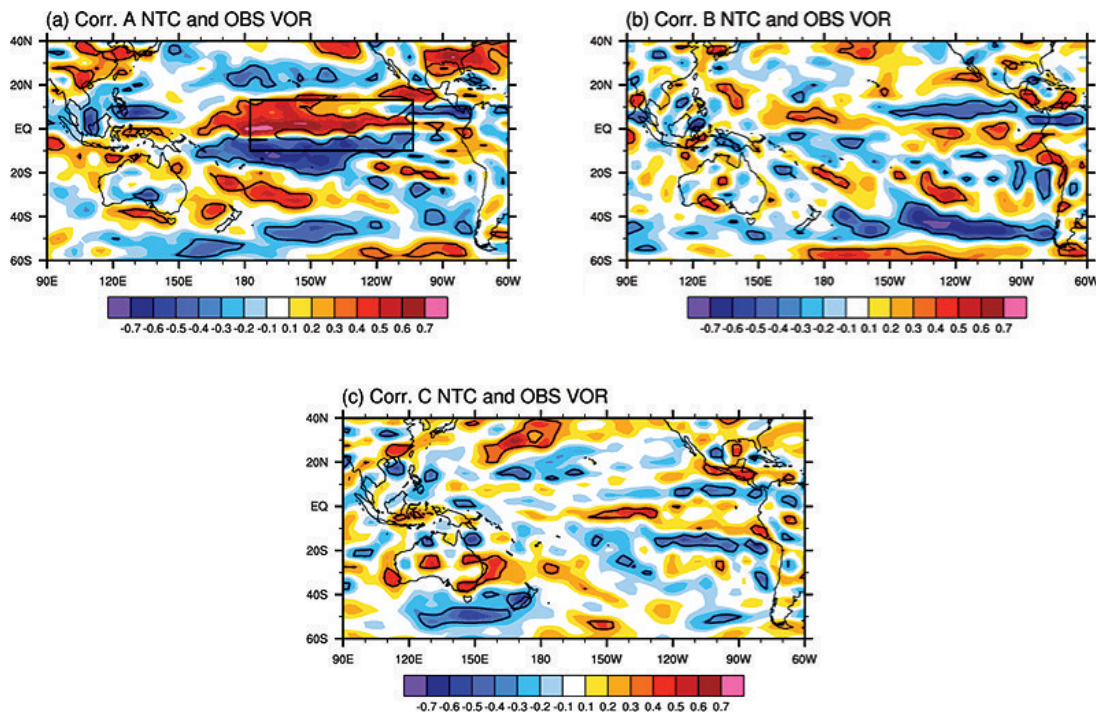 (a) Corr. A NTC and OBS VOR
40N
20N
EQ
20S
40S
60S
90E 120E 150E 180 150W 120W 90W 60W
-0.7 -0.6 -0.5 -0.4 -0.3 -0.2 -0.1 0.1 0.2 0.3 0.4 0.5 0.6 0.7
(b) Corr. B NTC and OBS VOR
40N
20N
EQ
20S
40S
60S
90E 120E 150E 180 150W 120W 90W 60W
-0.7 -0.6 -0.5 -0.4 -0.3 -0.2 -0.1 0.1 0.2 0.3 0.4 0.5 0.6 0.7
(c) Corr. C NTC and OBS VOR
40N
20N
EQ
20S
40S
60S
90E 120E 150E 180 150W 120W 90W 60W
-0.7 -0.6 -0.5 -0.4 -0.3 -0.2 -0.1 0.1 0.2 0.3 0.4 0.5 0.6 0.7